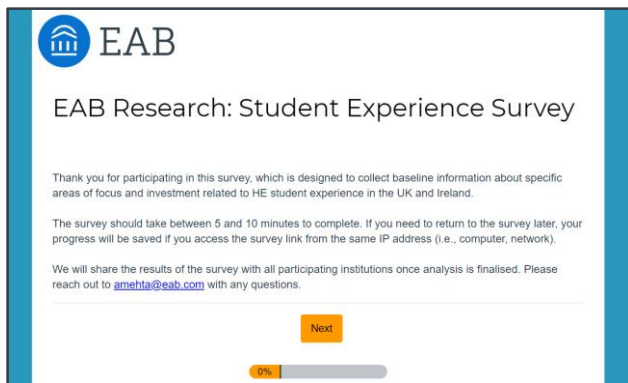 EAB
EAB Research: Student Experience Survey
Thank you for participating in this survey, which is designed to collect baseline information about specific
areas of focus and investment related to HE student experience in the UK and Ireland.
The survey should take between 5 and 10 minutes to complete. If you need to return to the survey later, your
progress will be saved if you access the survey link from the same IP address (i.e., computer, network).
We will share the results of the survey with all participating institutions once analysis is finalised. Please
reach out to amehta@eab.com with any questions.
Next
0%